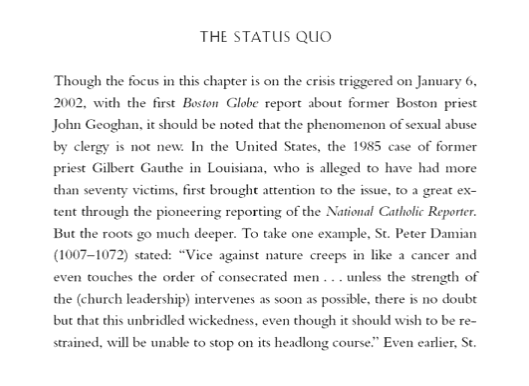 THE STATUS QUO
Though the focus in this chapter is on the crisis triggered on January 6,
2002, with the first Boston Globe report about former Boston priest
John Geoghan, it should be noted that the phenomenon of sexual abuse
by clergy is not new. In the United States, the 1985 case of former
priest Gilbert Gauthe in Louisiana, who is alleged to have had more
than seventy victims, first brought attention to the issue, to a great ex-
tent through the pioneering reporting of the National Catholic Reporter.
But the roots go much deeper. To take one example, St. Peter Damian
(1007–1072) stated: “Vice against nature creeps in like a cancer and
even touches the order of consecrated men . . . unless the strength of
the (church leadership) intervenes as soon as possible, there is no doubt
but that this unbridled wickedness, even though it should wish to be re-
strained, will be unable to stop on its headlong course.” Even earlier, St.